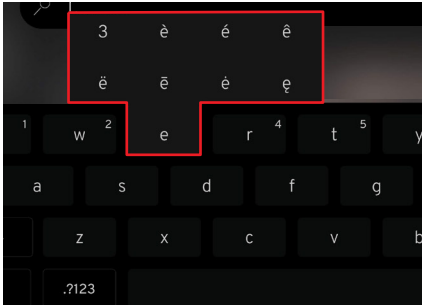 3 è é ê
ë ē ė ę
1 w 2 e r 4 t 5 y
a s d f g
z x c v b
.?123